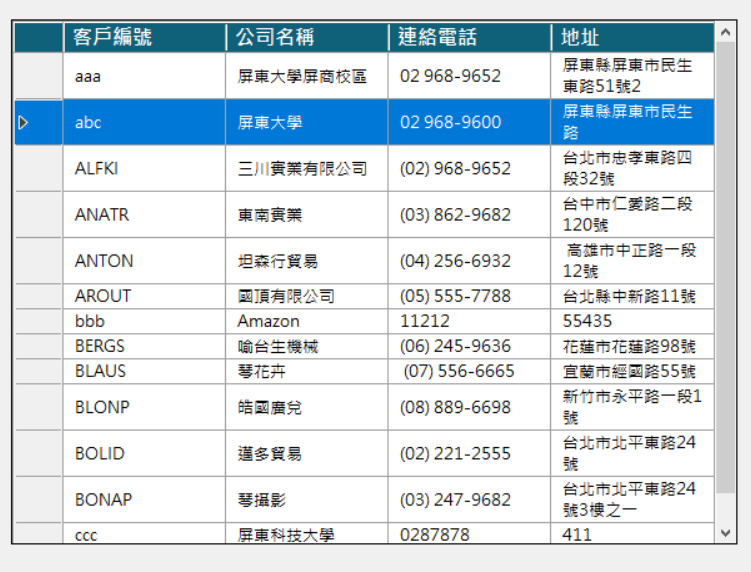 客戶編號 公司名稱 連絡電話 地址
aaa 屏東大學屏商校區 02 968-9652 屏東縣屏東市民生
東路51號2
abc 屏東大學 02 968-9600 屏東縣屏東市民生
路
ALFKI 三川實業有限公司 (02) 968-9652 台北市忠孝東路四
段32號
ANATR 東南實業 (03) 862-9682 台中市仁愛路二段
120號
ANTON 坦森行貿易 (04) 256-6932 高雄市中正路一段
12號
AROUT 國頂有限公司 (05) 555-7788 台北縣中新路11號
bbb Amazon 11212 55435
BERGS 喻台生機械 (06) 245-9636 花蓮市花蓮路98號
BLAUS 琴花卉 (07) 556-6665 宜蘭市經國路55號
BLONP 皓國廣兌 (08) 889-6698 新竹市永平路一段1
號
BOLID 邁多貿易 (02) 221-2555 台北市北平東路24
號
BONAP 琴攝影 (03) 247-9682 台北市北平東路24
號3樓之一
ccc 屏東科技大學 0287878 411